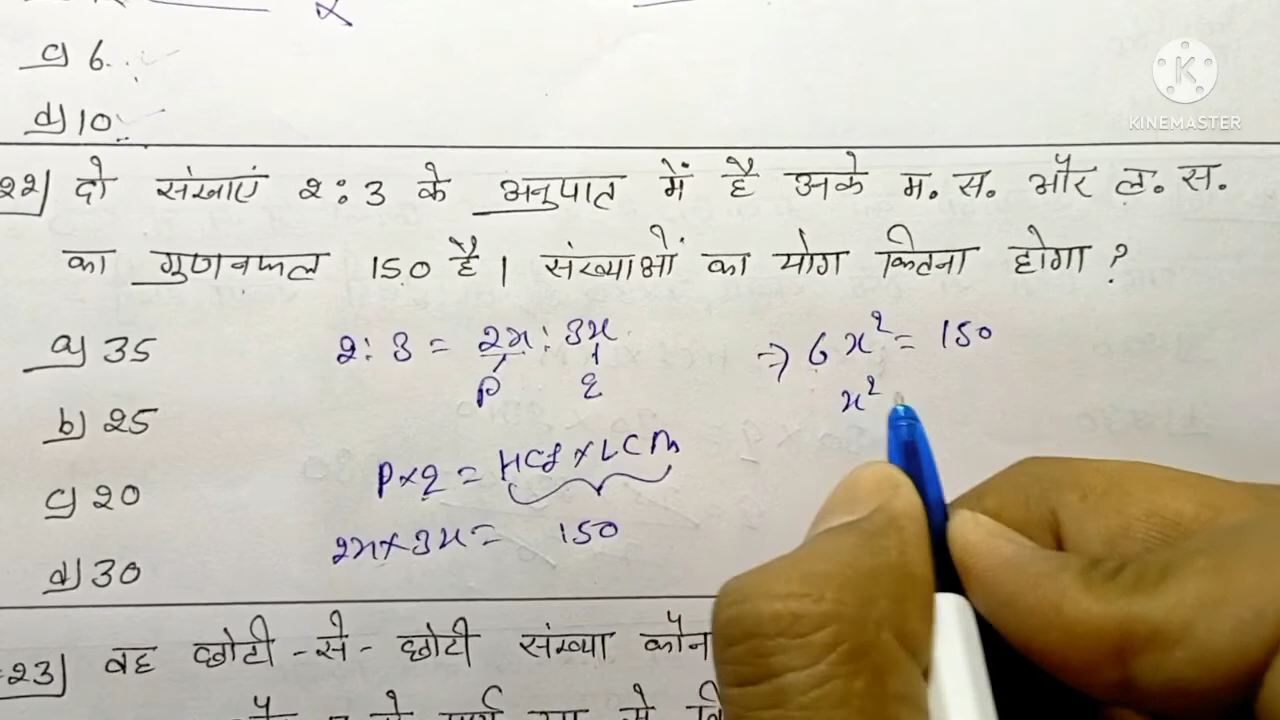 c) 6.
KINEMASTER
d) 10
22) दो संखाएं 2:3 के अनुपात में है अके म. स. और ल. स.
का गुणनफल 150 है। संख्याओं का योग कितना होगा ?
a) 35
2:3 = 2x : 3x
⇒ 6x² = 150
P q
x²
b) 25
P×q = HCf × LCM
c) 20
2x × 3x = 150
d) 30
23) वह छोटी-से-छोटी संख्या कौन